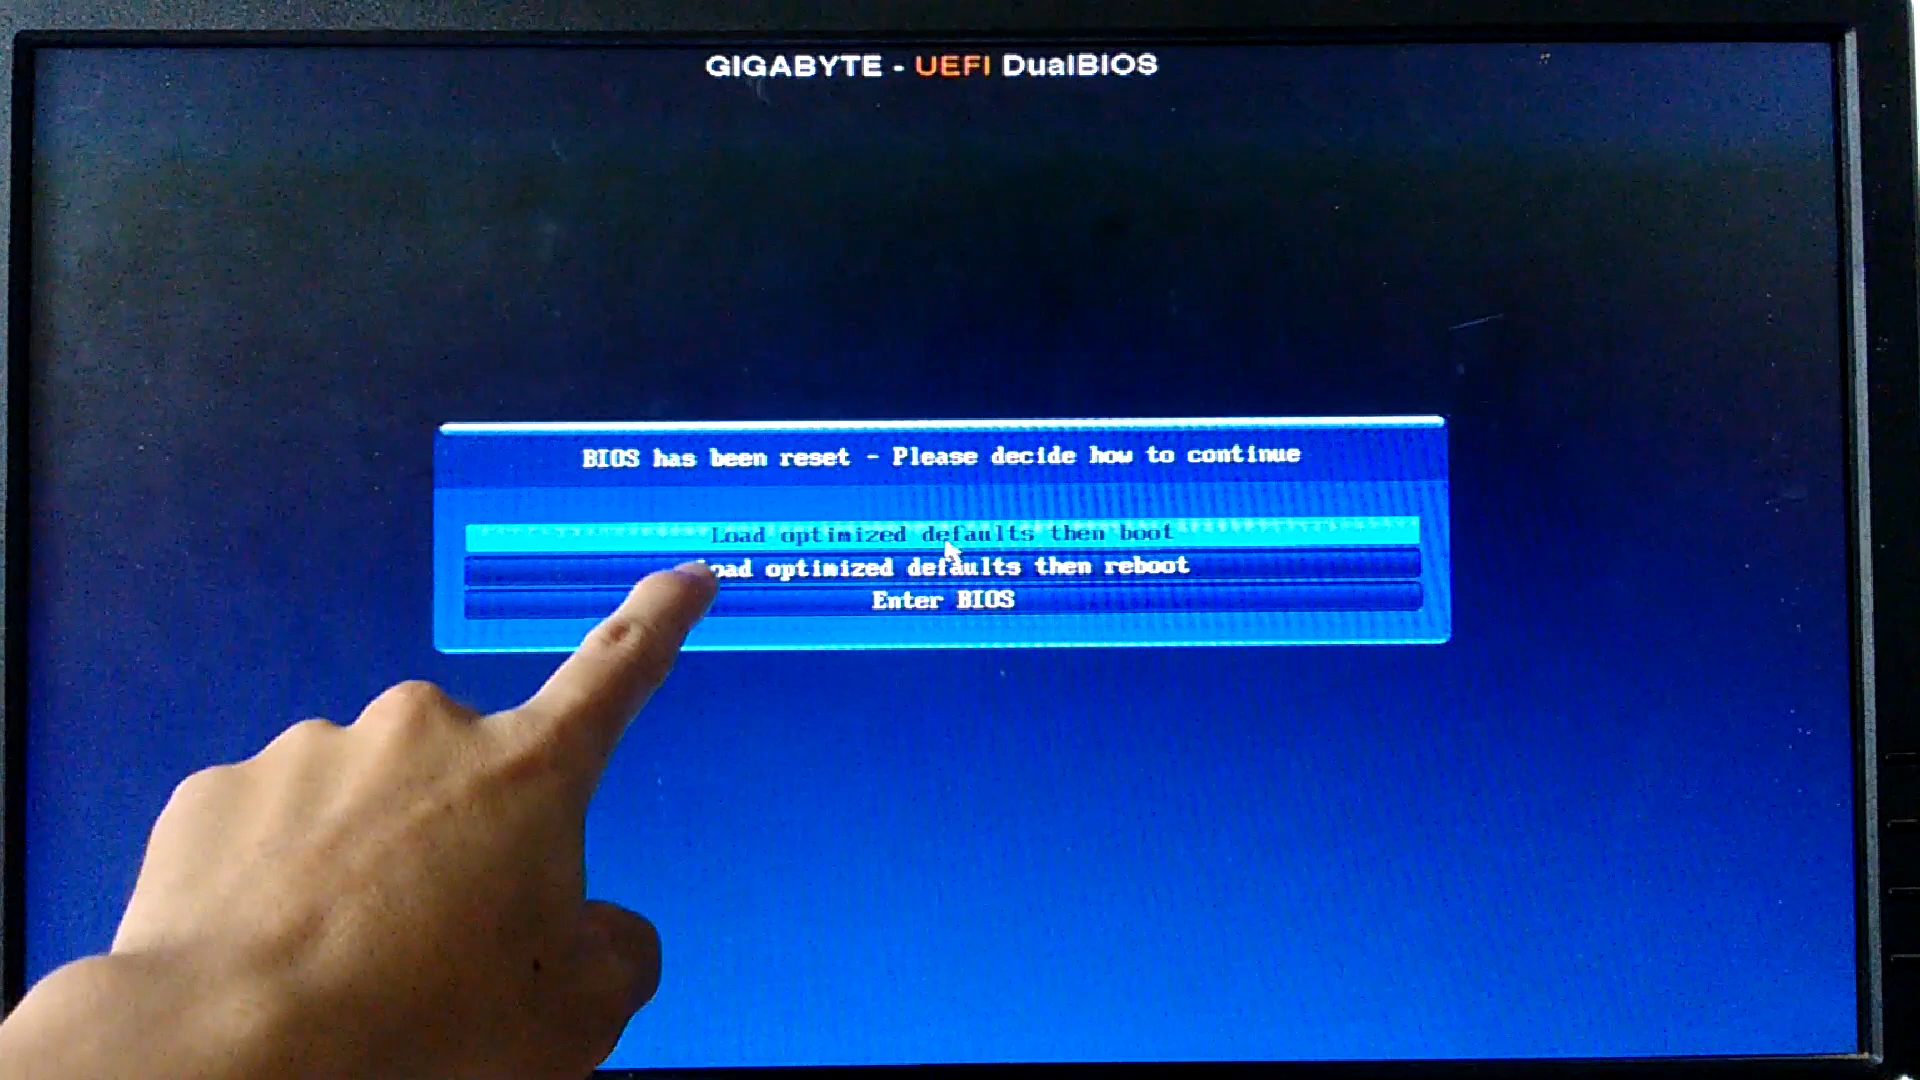 GIGABYTE - UEFI DualBIOS
BIOS has been reset - Please decide how to continue
Load optimized defaults then boot
oad optimized defaults then reboot
Enter BIOS